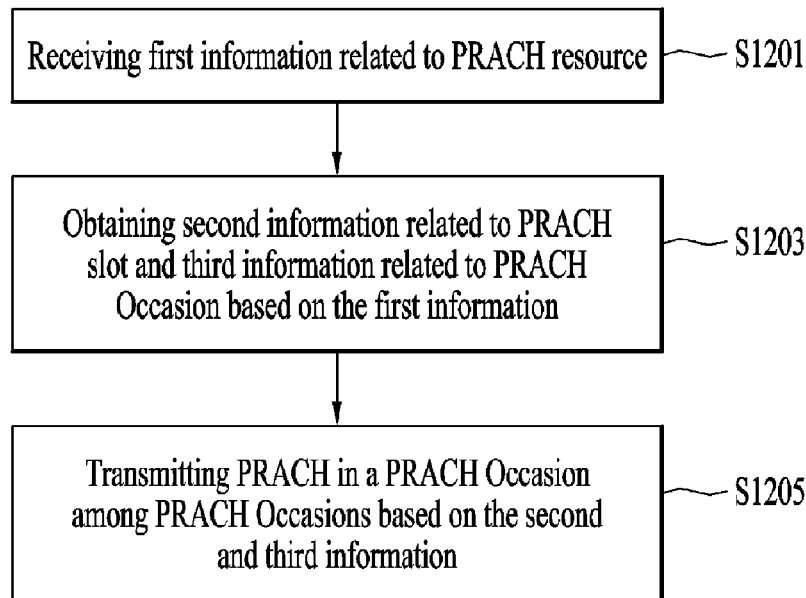 Receiving first information related to PRACH resource
S1201
Obtaining second information related to PRACH
slot and third information related to PRACH
Occasion based on the first information
S1203
Transmitting PRACH in a PRACH Occasion
among PRACH Occasions based on the second
and third information
S1205